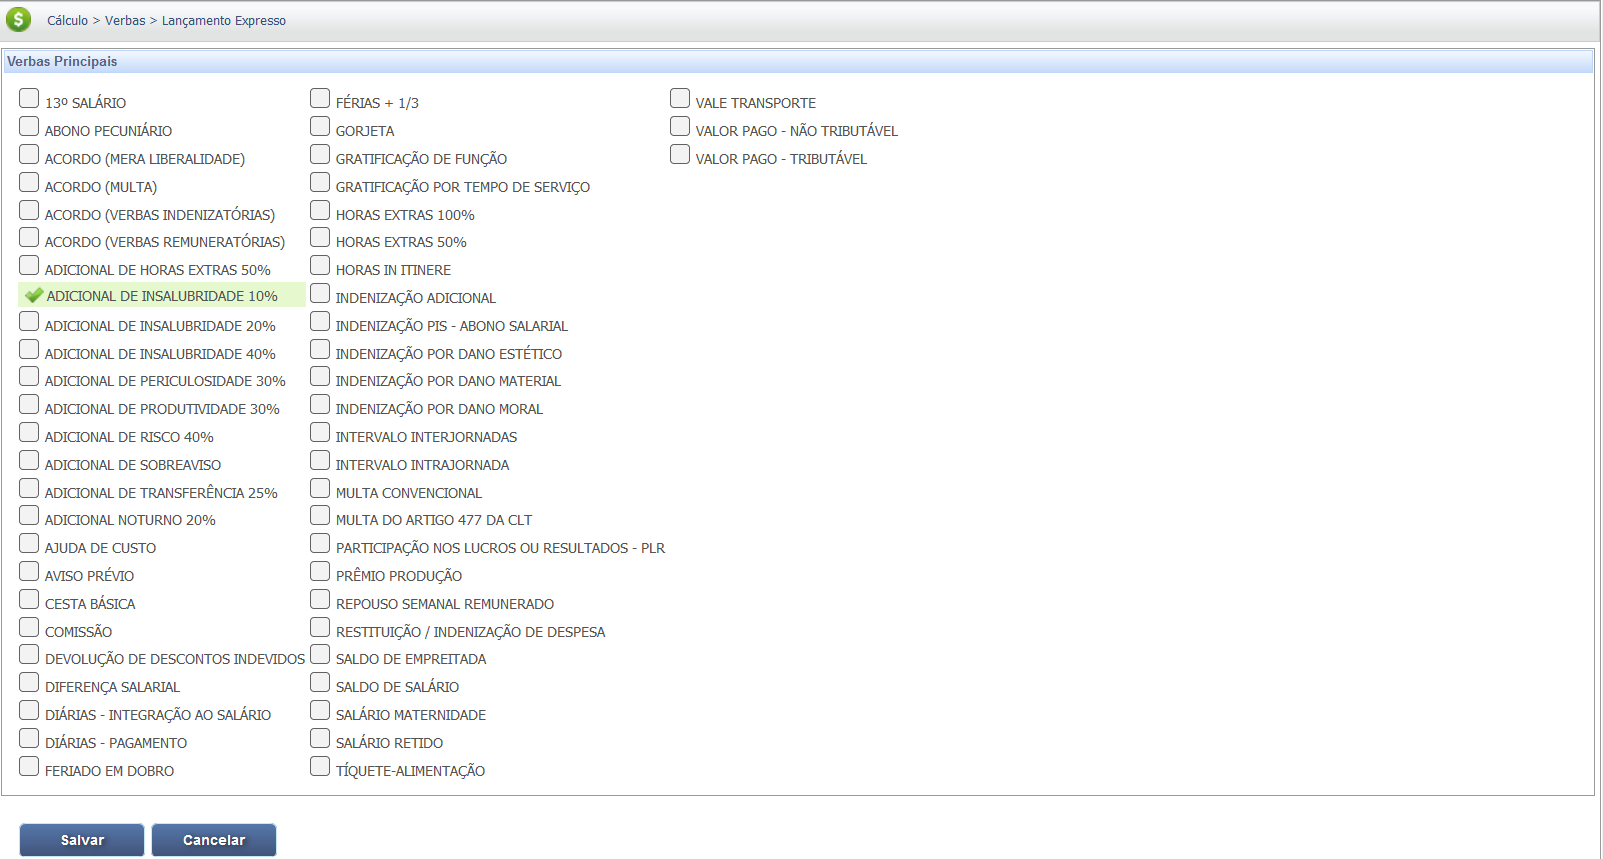 Cálculo > Verbas > Lançamento Expresso
Verbas Principais
13º SALÁRIO
ABONO PECUNIÁRIO
ACORDO (MERA LIBERALIDADE)
ACORDO (MULTA)
ACORDO (VERBAS INDENIZATÓRIAS)
ACORDO (VERBAS REMUNERATÓRIAS)
ADICIONAL DE HORAS EXTRAS 50%
ADICIONAL DE INSALUBRIDADE 10%
ADICIONAL DE INSALUBRIDADE 20%
ADICIONAL DE INSALUBRIDADE 40%
ADICIONAL DE PERICULOSIDADE 30%
ADICIONAL DE PRODUTIVIDADE 30%
ADICIONAL DE RISCO 40%
ADICIONAL DE SOBREAVISO
ADICIONAL DE TRANSFERÊNCIA 25%
ADICIONAL NOTURNO 20%
AJUDA DE CUSTO
AVISO PRÉVIO
CESTA BÁSICA
COMISSÃO
DEVOLUÇÃO DE DESCONTOS INDEVIDOS
DIFERENÇA SALARIAL
DIÁRIAS - INTEGRAÇÃO AO SALÁRIO
DIÁRIAS - PAGAMENTO
FERIADO EM DOBRO
FÉRIAS + 1/3
GORJETA
GRATIFICAÇÃO DE FUNÇÃO
GRATIFICAÇÃO POR TEMPO DE SERVIÇO
HORAS EXTRAS 100%
HORAS EXTRAS 50%
HORAS IN ITINERE
INDENIZAÇÃO ADICIONAL
INDENIZAÇÃO PIS - ABONO SALARIAL
INDENIZAÇÃO POR DANO ESTÉTICO
INDENIZAÇÃO POR DANO MATERIAL
INDENIZAÇÃO POR DANO MORAL
INTERVALO INTERJORNADAS
INTERVALO INTRAJORNADA
MULTA CONVENCIONAL
MULTA DO ARTIGO 477 DA CLT
PARTICIPAÇÃO NOS LUCROS OU RESULTADOS - PLR
PRÊMIO PRODUÇÃO
REPOUSO SEMANAL REMUNERADO
RESTITUIÇÃO / INDENIZAÇÃO DE DESPESA
SALDO DE EMPREITADA
SALDO DE SALÁRIO
SALÁRIO MATERNIDADE
SALÁRIO RETIDO
TÍQUETE-ALIMENTAÇÃO
VALE TRANSPORTE
VALOR PAGO - NÃO TRIBUTÁVEL
VALOR PAGO - TRIBUTÁVEL
Salvar
Cancelar